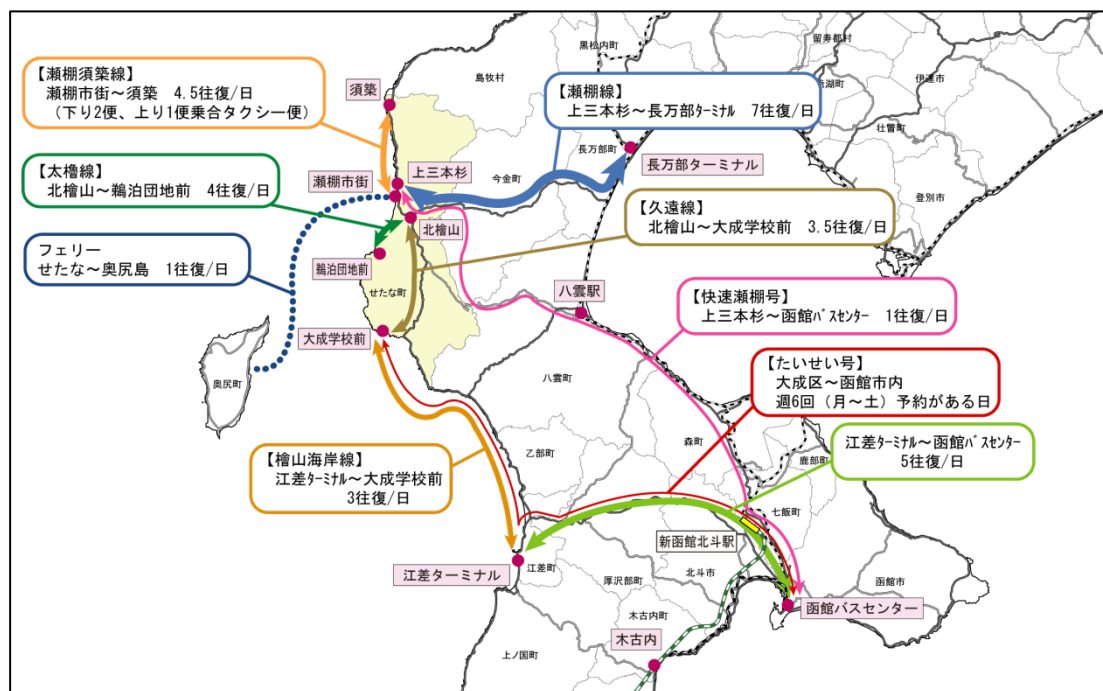 【瀬棚須築線】
瀬棚市街～須築 4.5往復/日
（下り2便、上り1便乗合タクシー便）
【太櫓線】
北檜山～鵜泊団地前 4往復/日
フェリー
せたな～奥尻島 1往復/日
【瀬棚線】
上三本杉～長万部ﾀｰﾐﾅﾙ 7往復/日
【久遠線】
北檜山～大成学校前 3.5往復/日
【快速瀬棚号】
上三本杉～函館ﾊﾞｽｾﾝﾀｰ 1往復/日
【たいせい号】
大成区～函館市内
週6回（月～土）予約がある日
江差ﾀｰﾐﾅﾙ～函館ﾊﾞｽｾﾝﾀｰ
5往復/日
【檜山海岸線】
江差ﾀｰﾐﾅﾙ～大成学校前
3往復/日
黒松内町
留寿都村
島牧村
伊達市
須築
壮瞥町
長万部町
長万部ターミナル
上三本杉
今金町
瀬棚市街
登別市
北檜山
鵜泊団地前
せたな町
八雲駅
大成学校前
奥尻町
八雲町
森町
乙部町
鹿部町
七飯町
新函館北斗駅
江差ターミナル
江差町
厚沢部町
北斗市
函館市
函館バスセンター
木古内町
木古内
上ノ国町